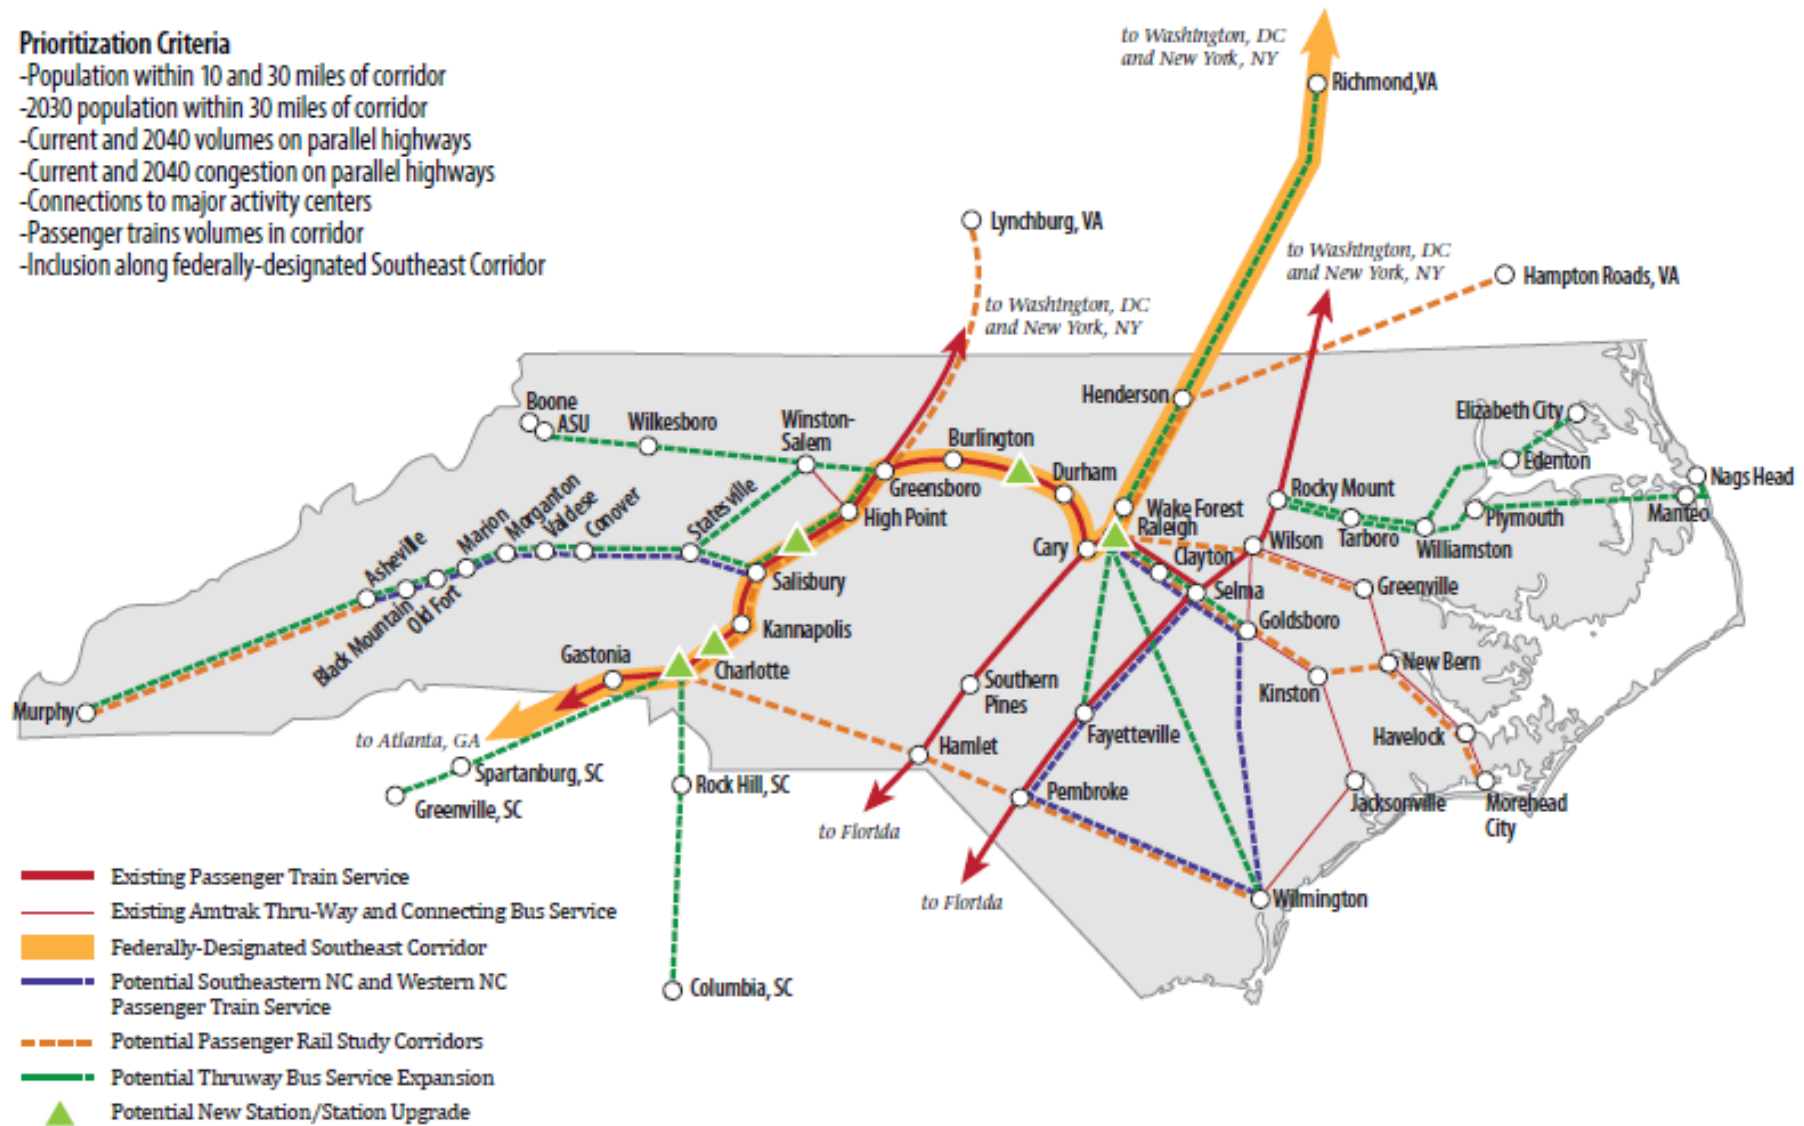 Prioritization Criteria
-Population within 10 and 30 miles of corridor
-2030 population within 30 miles of corridor
-Current and 2040 volumes on parallel highways
-Current and 2040 congestion on parallel highways
-Connections to major activity centers
-Passenger trains volumes in corridor
-Inclusion along federally-designated Southeast Corridor
to Washington, DC
and New York, NY
Richmond,VA
Lynchburg, VA
to Washington, DC
and New York, NY
Hampton Roads, VA
to Washington, DC
and New York, NY
Henderson
Boone
ASU
Wilkesboro
Winston-
Salem
Burlington
Greensboro
Durham
High Point
Elizabeth City
Edenton
Nags Head
Manteo
Plymouth
Williamston
Tarboro
Rocky Mount
Wake Forest
Raleigh
Cary
Clayton
Wilson
Selma
Greenville
Goldsboro
Asheville
Marion
Morganton
Valdese
Conover
Statesville
Salisbury
Black Mountain
Old Fort
Kannapolis
Gastonia
Charlotte
Murphy
Southern
Pines
Kinston
New Bern
Havelock
Fayetteville
Hamlet
to Atlanta, GA
Spartanburg, SC
Greenville, SC
Rock Hill, SC
Pembroke
Jacksonville
Morehead
City
to Florida
to Florida
Wilmington
Columbia, SC
Existing Passenger Train Service
Existing Amtrak Thru-Way and Connecting Bus Service
Federally-Designated Southeast Corridor
Potential Southeastern NC and Western NC
Passenger Train Service
Potential Passenger Rail Study Corridors
Potential Thruway Bus Service Expansion
Potential New Station/Station Upgrade